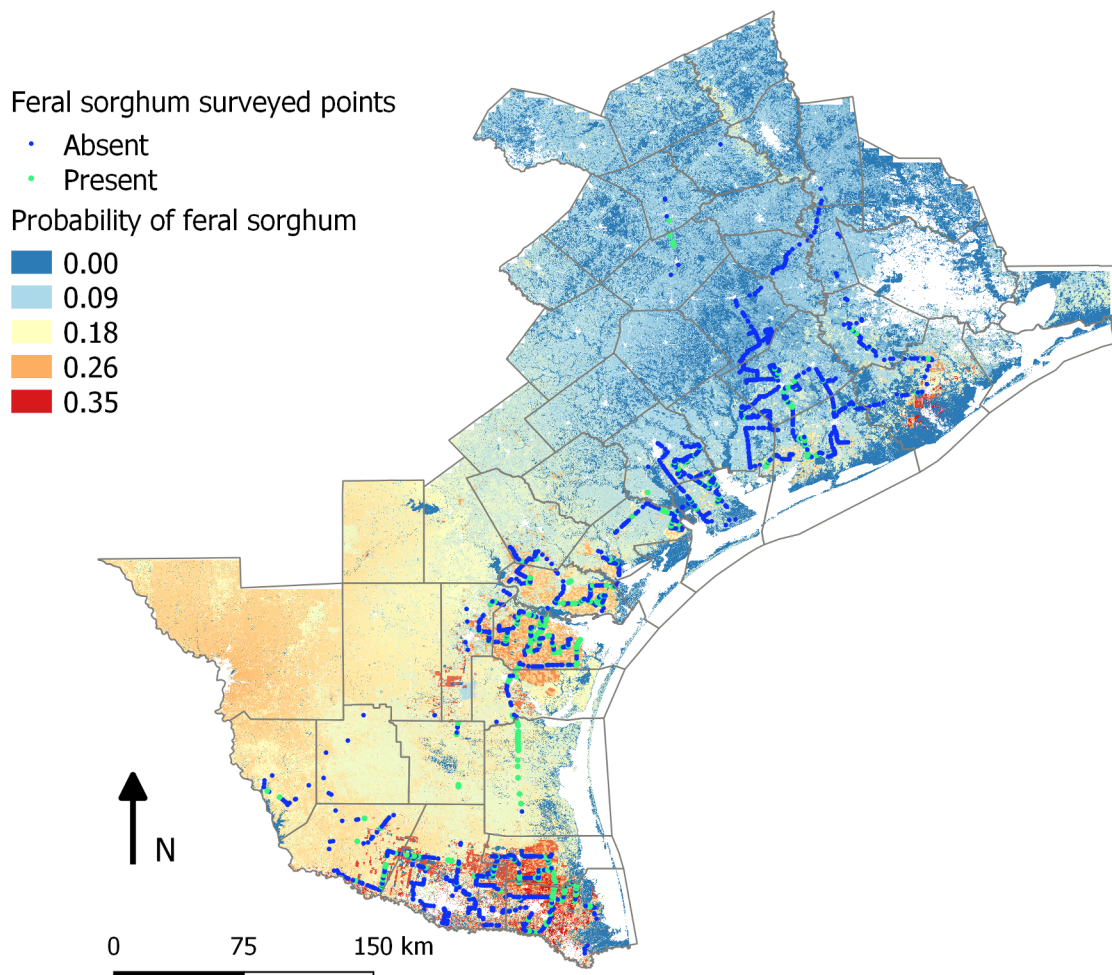 Feral sorghum surveyed points
Absent
Present
Probability of feral sorghum
0.00
0.09
0.18
0.26
0.35
N
0 75 150 km